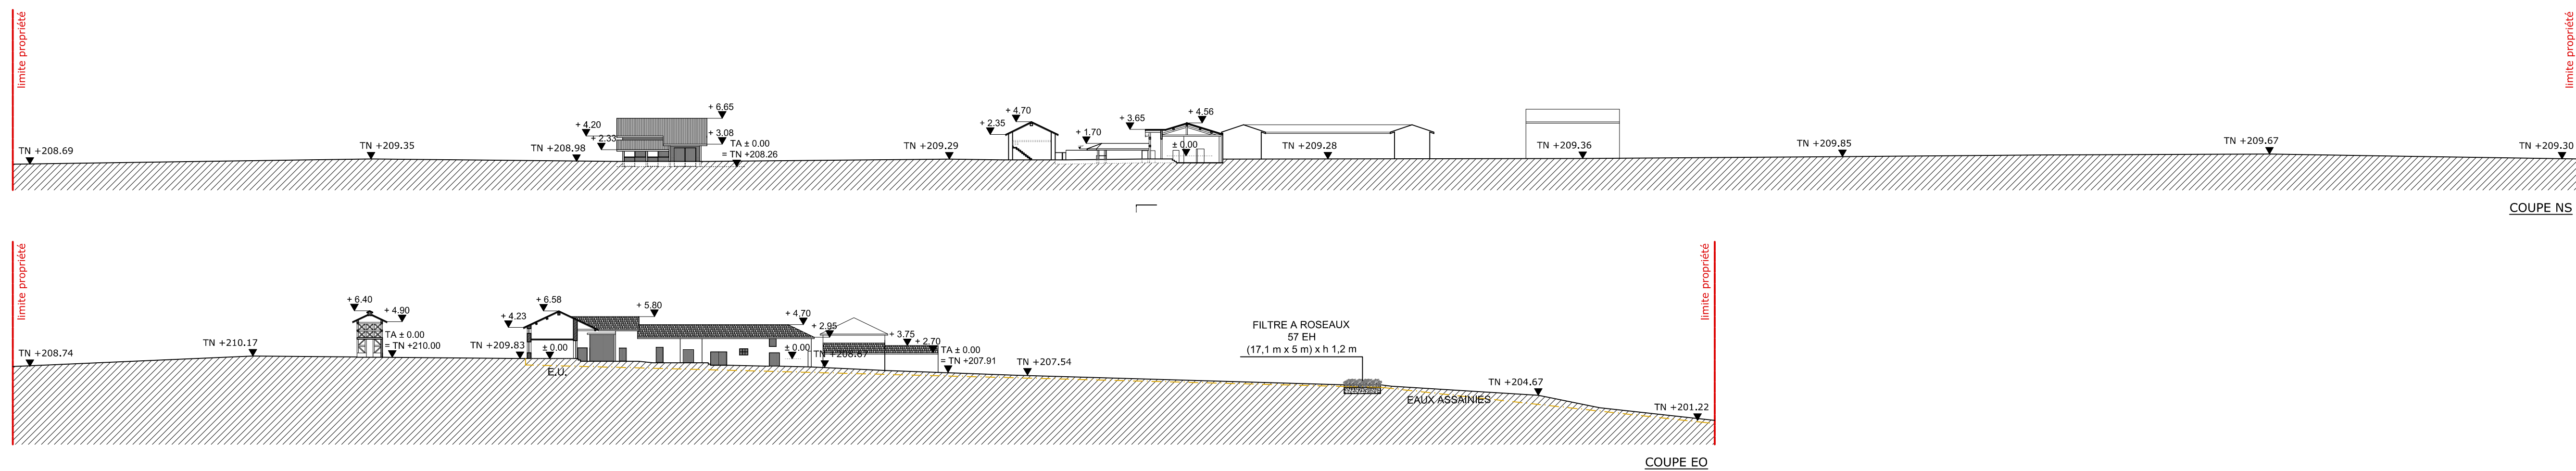 limite propriété
limite propriété
TN +208.69
TN +209.35
TN +208.98
+ 4.20
+ 2.33
+ 6.65
+ 3.08
TA ± 0.00
= TN +208.26
TN +209.29
+ 2.35
+ 4.70
+ 1.70
+ 3.65
+ 4.56
± 0.00
TN +209.28
TN +209.36
TN +209.85
TN +209.67
TN +209.30
COUPE NS
limite propriété
limite propriété
TN +208.74
TN +210.17
+ 6.40
+ 4.90
TA ± 0.00
= TN +210.00
TN +209.83
+ 4.23
+ 6.58
± 0.00
E.U.
+ 5.80
+ 4.70
+ 2.95
± 0.00
TN +208.87
+ 3.75
+ 2.70
TA ± 0.00
= TN +207.91
TN +207.54
FILTRE A ROSEAUX
57 EH
(17,1 m x 5 m) x h 1,2 m
EAUX ASSAINIES
TN +204.67
TN +201.22
COUPE EO